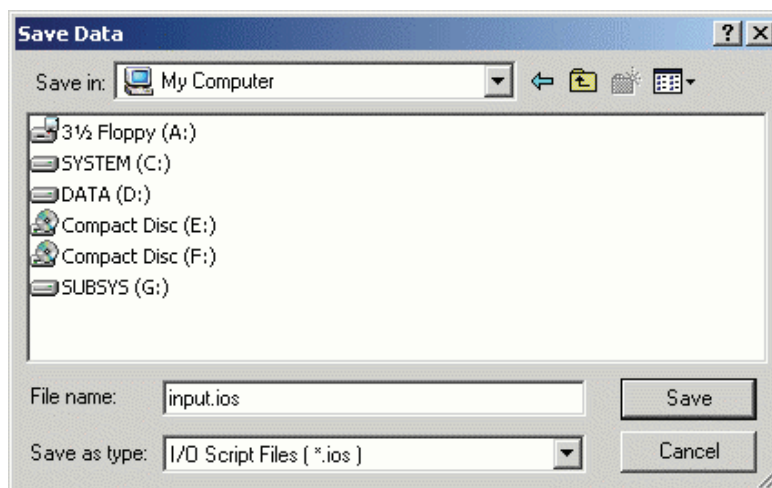 Save Data
Save in: My Computer
3½ Floppy (A:)
SYSTEM (C:)
DATA (D:)
Compact Disc (E:)
Compact Disc (F:)
SUBSYS (G:)
File name: input.ios Save
Save as type: I/O Script Files ( *.ios ) Cancel